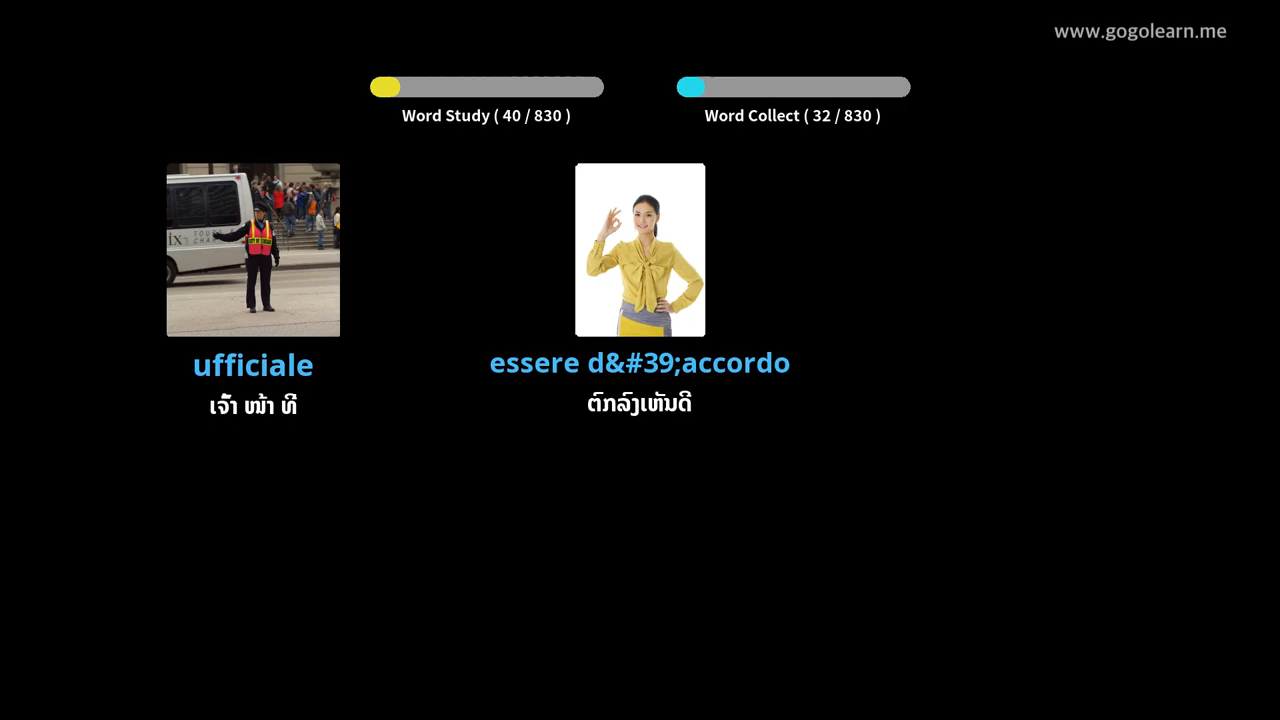 www.gogolearn.me
Word Study ( 40 / 830 )
Word Collect ( 32 / 830 )
ufficiale
ເຈົ້າ ໜ້າ ທີ່
essere d&#39;accordo
ຕົກລົງເຫັນດີ